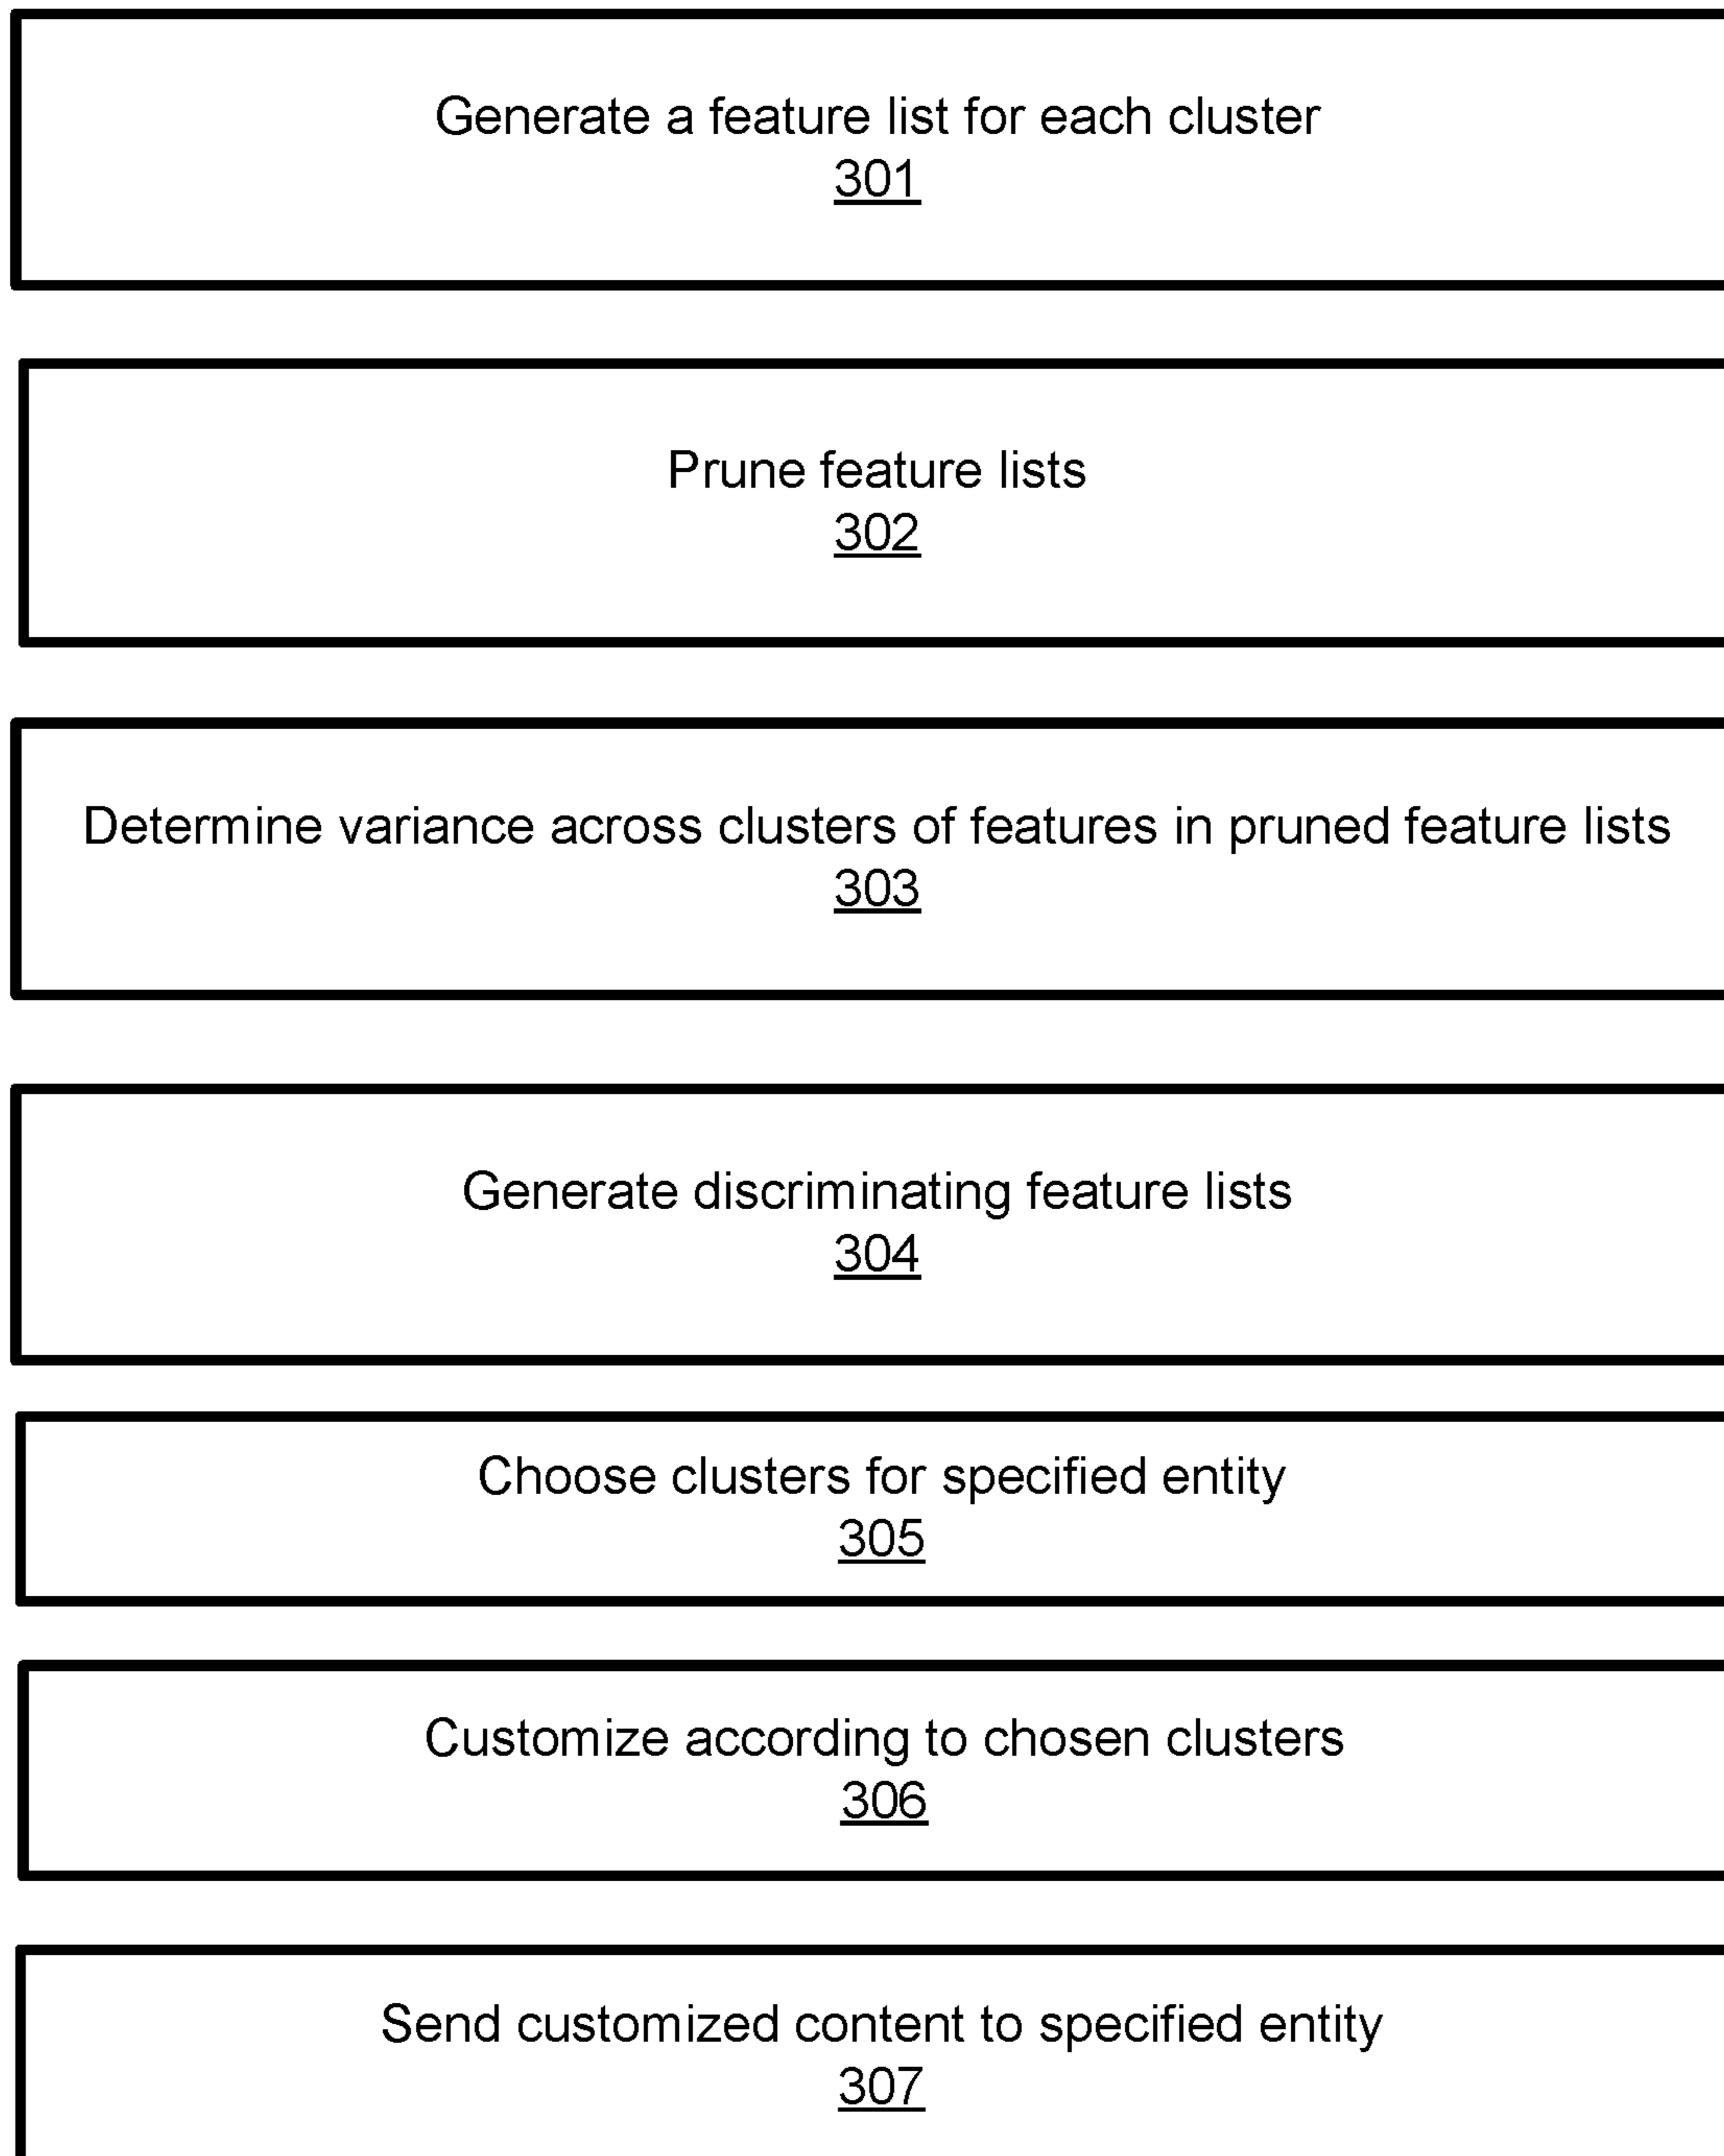 Generate a feature list for each cluster
301
Prune feature lists
302
Determine variance across clusters of features in pruned feature lists
303
Generate discriminating feature lists
304
Choose clusters for specified entity
305
Customize according to chosen clusters
306
Send customized content to specified entity
307